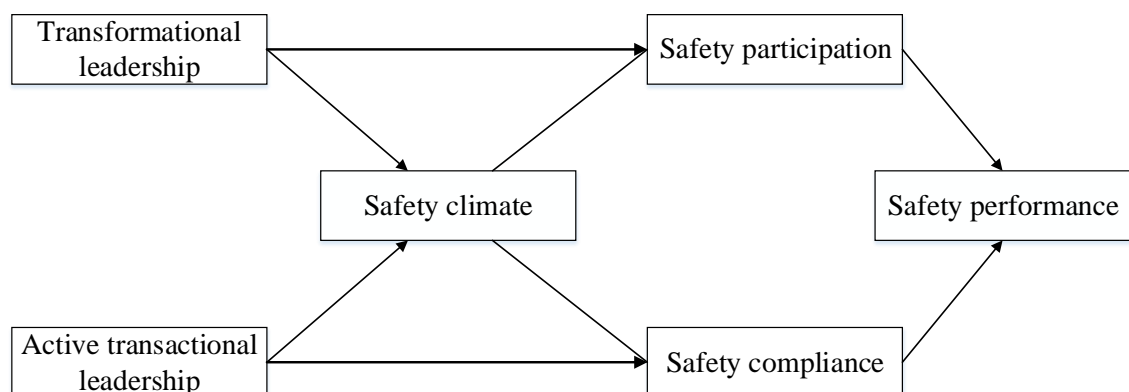 Transformational
leadership
Safety participation
Safety climate
Safety performance
Active transactional
leadership
Safety compliance